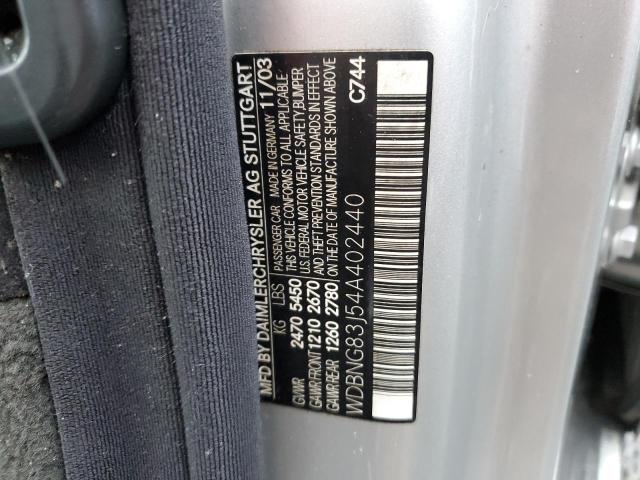 MFD BY DAIMLERCHRYSLER AG STUTTGART
KG LBS PASSENGER CAR MADE IN GERMANY 11/03
GVWR 2470 5450 THIS VEHICLE CONFORMS TO ALL APPLICABLE
U.S. FEDERAL MOTOR VEHICLE SAFETY, BUMPER
GAWR FRONT 1210 2670 AND THEFT PREVENTION STANDARDS IN EFFECT
GAWR REAR 1260 2780 ON THE DATE OF MANUFACTURE SHOWN ABOVE
WDBNG83J54A402440 C744